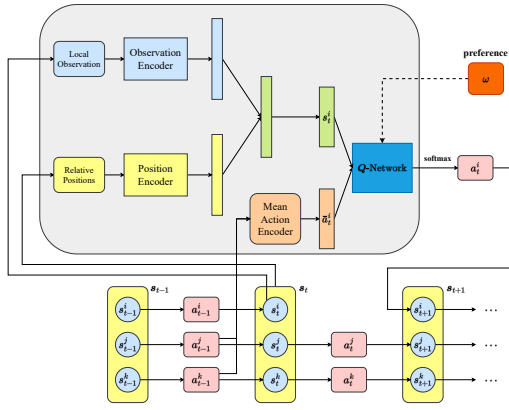 preference
Local
Observation
Observation
Encoder
ω
s_t^i
Relative
Positions
Position
Encoder
Q-Network
softmax
a_t^i
Mean
Action
Encoder
ā_t^i
s_{t-1}
s_t
s_{t+1}
s_{t-1}^i
a_{t-1}^i
s_t^i
s_{t+1}^i
...
s_{t-1}^j
a_{t-1}^j
s_t^j
a_t^j
s_{t+1}^j
...
s_{t-1}^k
a_{t-1}^k
s_t^k
a_t^k
s_{t+1}^k
...